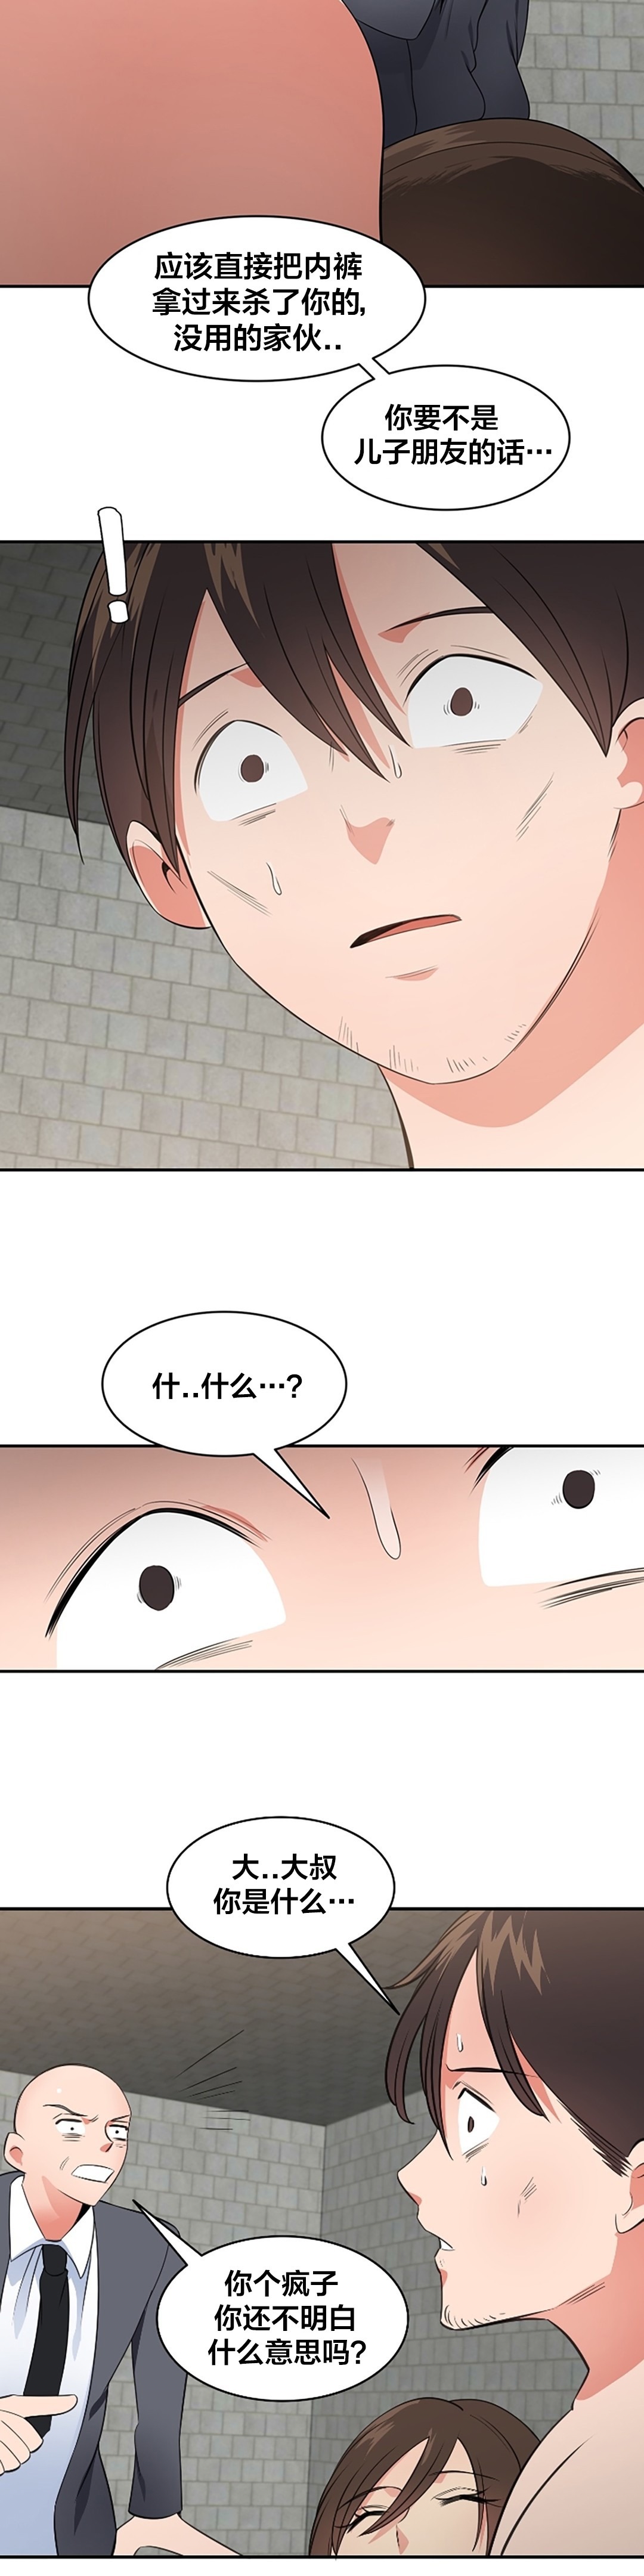 应该直接把内裤
拿过来杀了你的,
没用的家伙..
你要不是
儿子朋友的话…
什..什么…?
大..大叔
你是什么…
你个疯子
你还不明白
什么意思吗?